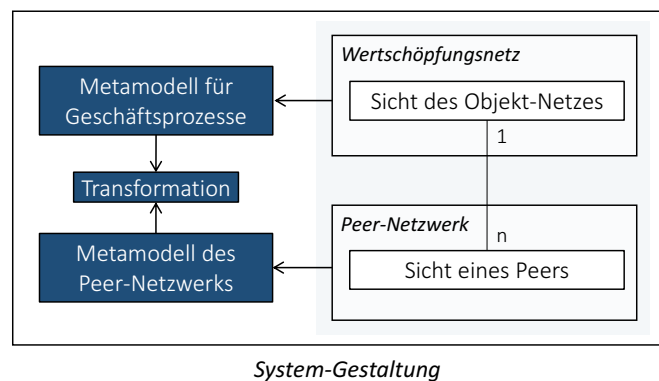 Wertschöpfungsnetz
Metamodell für
Geschäftsprozesse
Sicht des Objekt-Netzes
1
Transformation
Peer-Netzwerk
n
Metamodell des
Peer-Netzwerks
Sicht eines Peers
System-Gestaltung